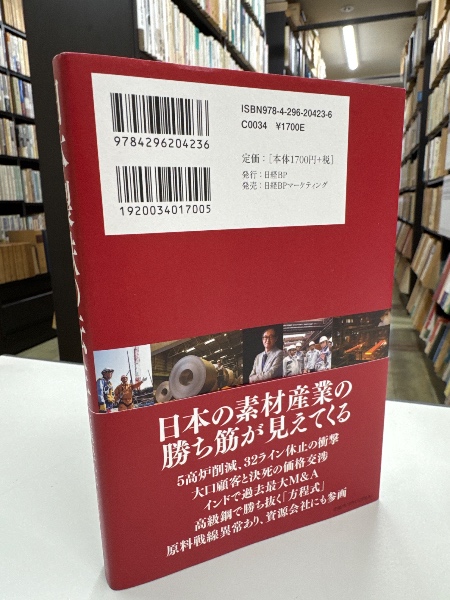 ISBN978-4-296-20423-6
C0034 ¥1700E
9784296204236
定価：［本体1700円+税］
発行：日経BP
発売：日経BPマーケティング
1920034017005
日本の素材産業の
勝ち筋が見えてくる
5高炉削減、32ライン休止の衝撃
大口顧客と決死の価格交渉
インドで過去最大M&A
高級鋼で勝ち抜く「方程式」
原料戦線異常あり、資源会社にも参画